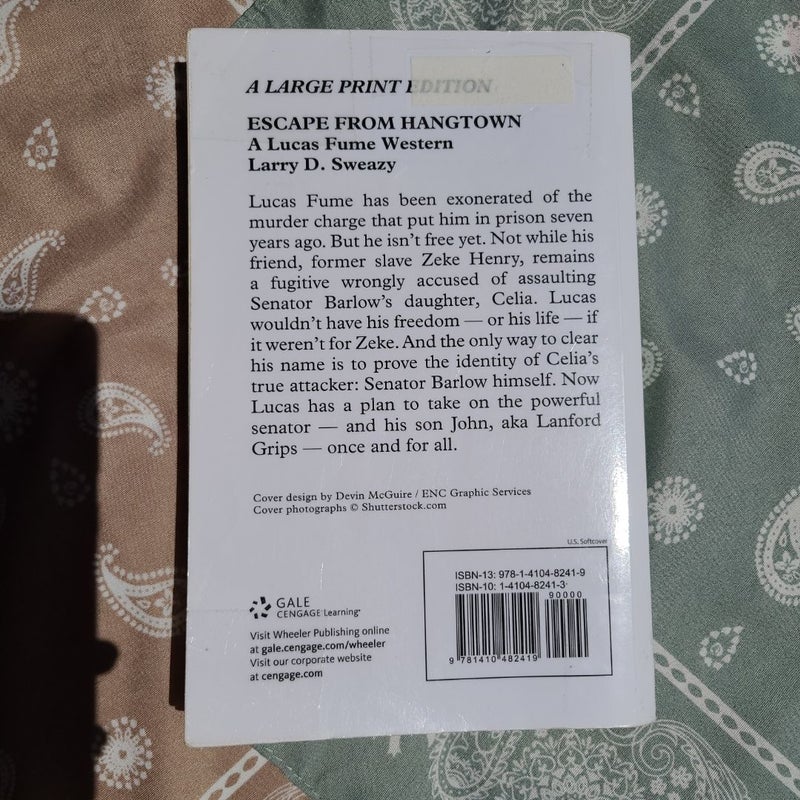 A LARGE PRINT EDITION
ESCAPE FROM HANGTOWN
A Lucas Fume Western
Larry D. Sweazy
Lucas Fume has been exonerated of the
murder charge that put him in prison seven
years ago. But he isn't free yet. Not while his
friend, former slave Zeke Henry, remains
a fugitive wrongly accused of assaulting
Senator Barlow's daughter, Celia. Lucas
wouldn't have his freedom — or his life — if
it weren't for Zeke. And the only way to clear
his name is to prove the identity of Celia's
true attacker: Senator Barlow himself. Now
Lucas has a plan to take on the powerful
senator — and his son John, aka Lanford
Grips — once and for all.
Cover design by Devin McGuire / ENC Graphic Services
Cover photographs © Shutterstock.com
GALE
CENGAGE Learning·
Visit Wheeler Publishing online
at gale.cengage.com/wheeler
Visit our corporate website
at cengage.com
U.S. Softcover
ISBN-13: 978-1-4104-8241-9
ISBN-10: 1-4104-8241-3
90000
9 781410 482419